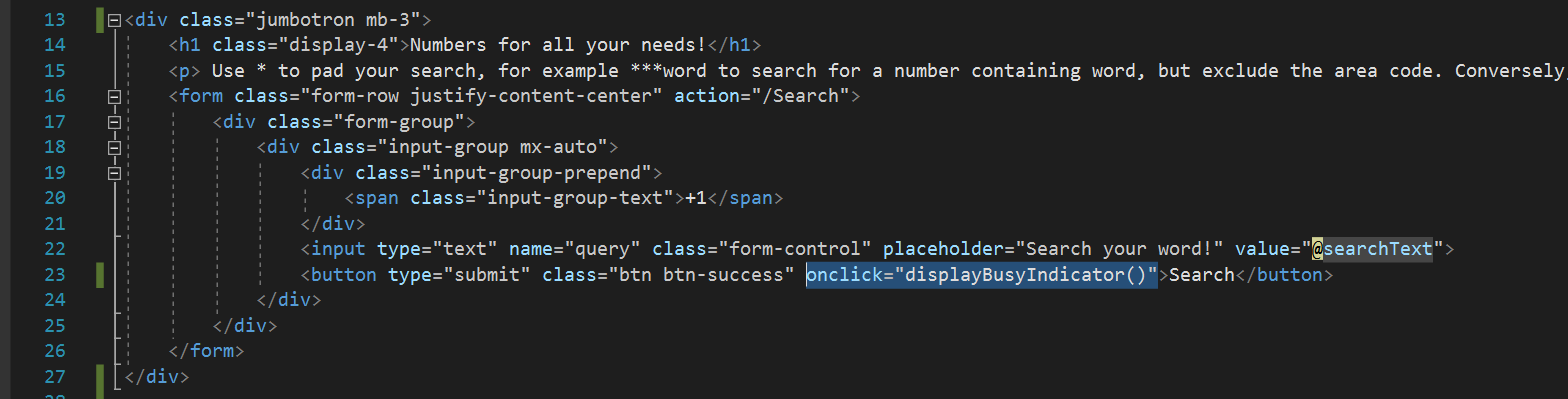 13 <div class="jumbotron mb-3">
14 <h1 class="display-4">Numbers for all your needs!</h1>
15 <p> Use * to pad your search, for example ***word to search for a number containing word, but exclude the area code. Conversely,
16 <form class="form-row justify-content-center" action="/Search">
17 <div class="form-group">
18 <div class="input-group mx-auto">
19 <div class="input-group-prepend">
20 <span class="input-group-text">+1</span>
21 </div>
22 <input type="text" name="query" class="form-control" placeholder="Search your word!" value="@searchText">
23 <button type="submit" class="btn btn-success" onclick="displayBusyIndicator()">Search</button>
24 </div>
25 </div>
26 </form>
27 </div>